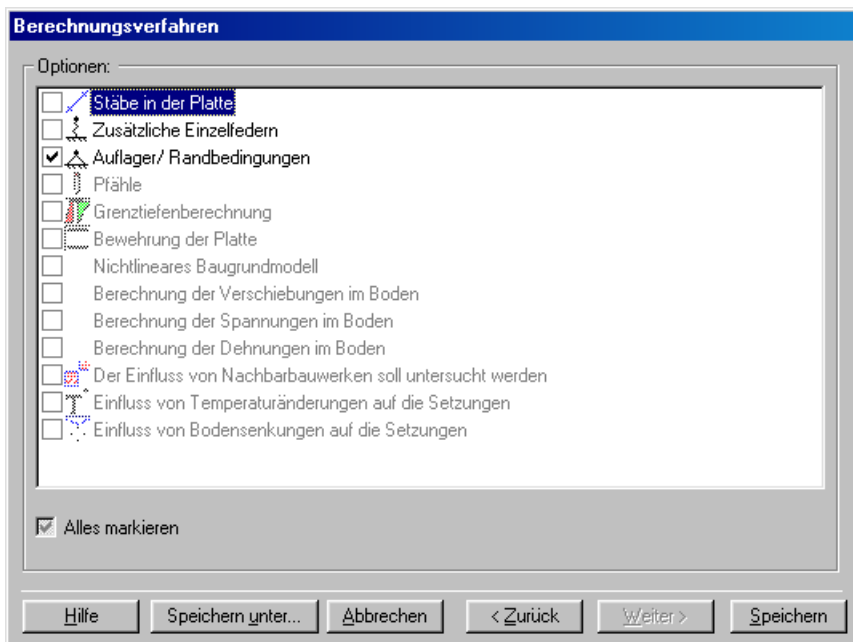 Berechnungsverfahren
Optionen:
Stäbe in der Platte
Zusätzliche Einzelfedern
Auflager/ Randbedingungen
Pfähle
Grenztiefenberechnung
Bewehrung der Platte
Nichtlineares Baugrundmodell
Berechnung der Verschiebungen im Boden
Berechnung der Spannungen im Boden
Berechnung der Dehnungen im Boden
Der Einfluss von Nachbarbauwerken soll untersucht werden
Einfluss von Temperaturänderungen auf die Setzungen
Einfluss von Bodensenkungen auf die Setzungen
Alles markieren
Hilfe Speichern unter... Abbrechen < Zurück Weiter > Speichern